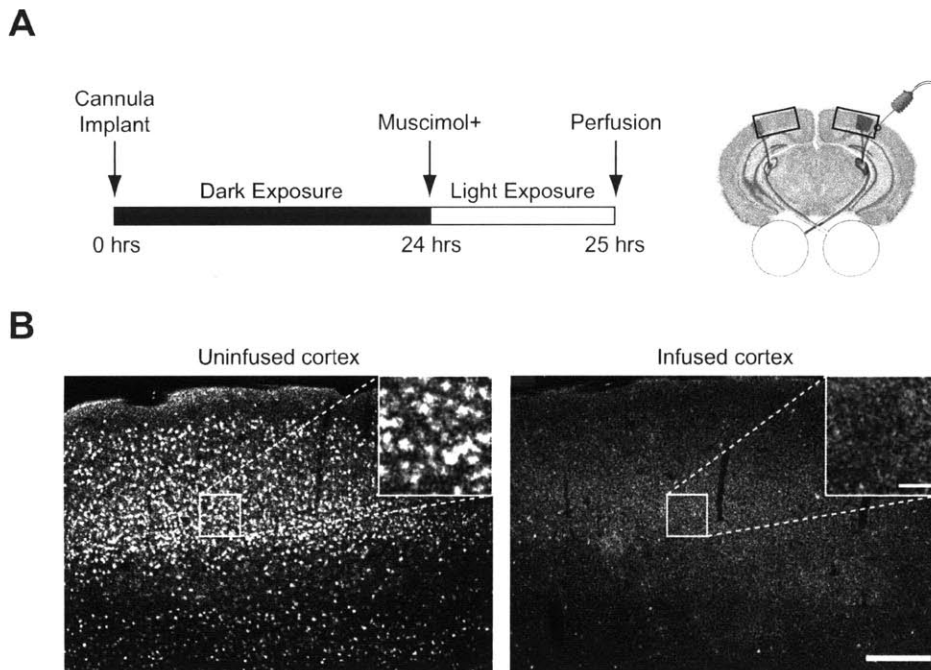 A
Cannula
Implant
Muscimol+
Perfusion
Dark Exposure
Light Exposure
0 hrs
24 hrs
25 hrs
B
Uninfused cortex
Infused cortex